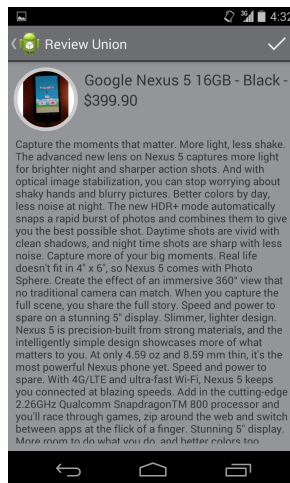 3G 4:32
Review Union
Google Nexus 5 16GB - Black -
$399.90
Capture the moments that matter. More light, less shake.
The advanced new lens on Nexus 5 captures more light
for brighter night and sharper action shots. And with
optical image stabilization, you can stop worrying about
shaky hands and blurry pictures. Better colors by day,
less noise at night. The new HDR+ mode automatically
snaps a rapid burst of photos and combines them to give
you the best possible shot. Daytime shots are vivid with
clean shadows, and night time shots are sharp with less
noise. Capture more of your big moments. Real life
doesn't fit in 4" x 6", so Nexus 5 comes with Photo
Sphere. Create the effect of an immersive 360° view that
no traditional camera can match. When you capture the
full scene, you share the full story. Speed and power to
spare on a stunning 5" display. Slimmer, lighter design.
Nexus 5 is precision-built from strong materials, and the
intelligently simple design showcases more of what
matters to you. At only 4.59 oz and 8.59 mm thin, it's the
most powerful Nexus phone yet. Speed and power to
spare. With 4G/LTE and ultra-fast Wi-Fi, Nexus 5 keeps
you connected at blazing speeds. Add in the cutting-edge
2.26GHz Qualcomm SnapdragonTM 800 processor and
you'll race through games, zip around the web and switch
between apps at the flick of a finger. Stunning 5" display.
More room to do what you do, and better colors too